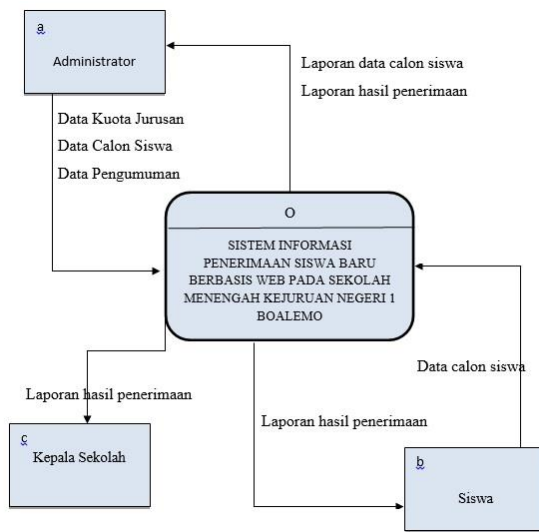 a
Administrator
Laporan data calon siswa
Laporan hasil penerimaan
Data Kuota Jurusan
Data Calon Siswa
Data Pengumuman
O
SISTEM INFORMASI
PENERIMAAN SISWA BARU
BERBASIS WEB PADA SEKOLAH
MENENGAH KEJURUAN NEGERI 1
BOALEMO
Data calon siswa
Laporan hasil penerimaan
Laporan hasil penerimaan
c
Kepala Sekolah
b
Siswa